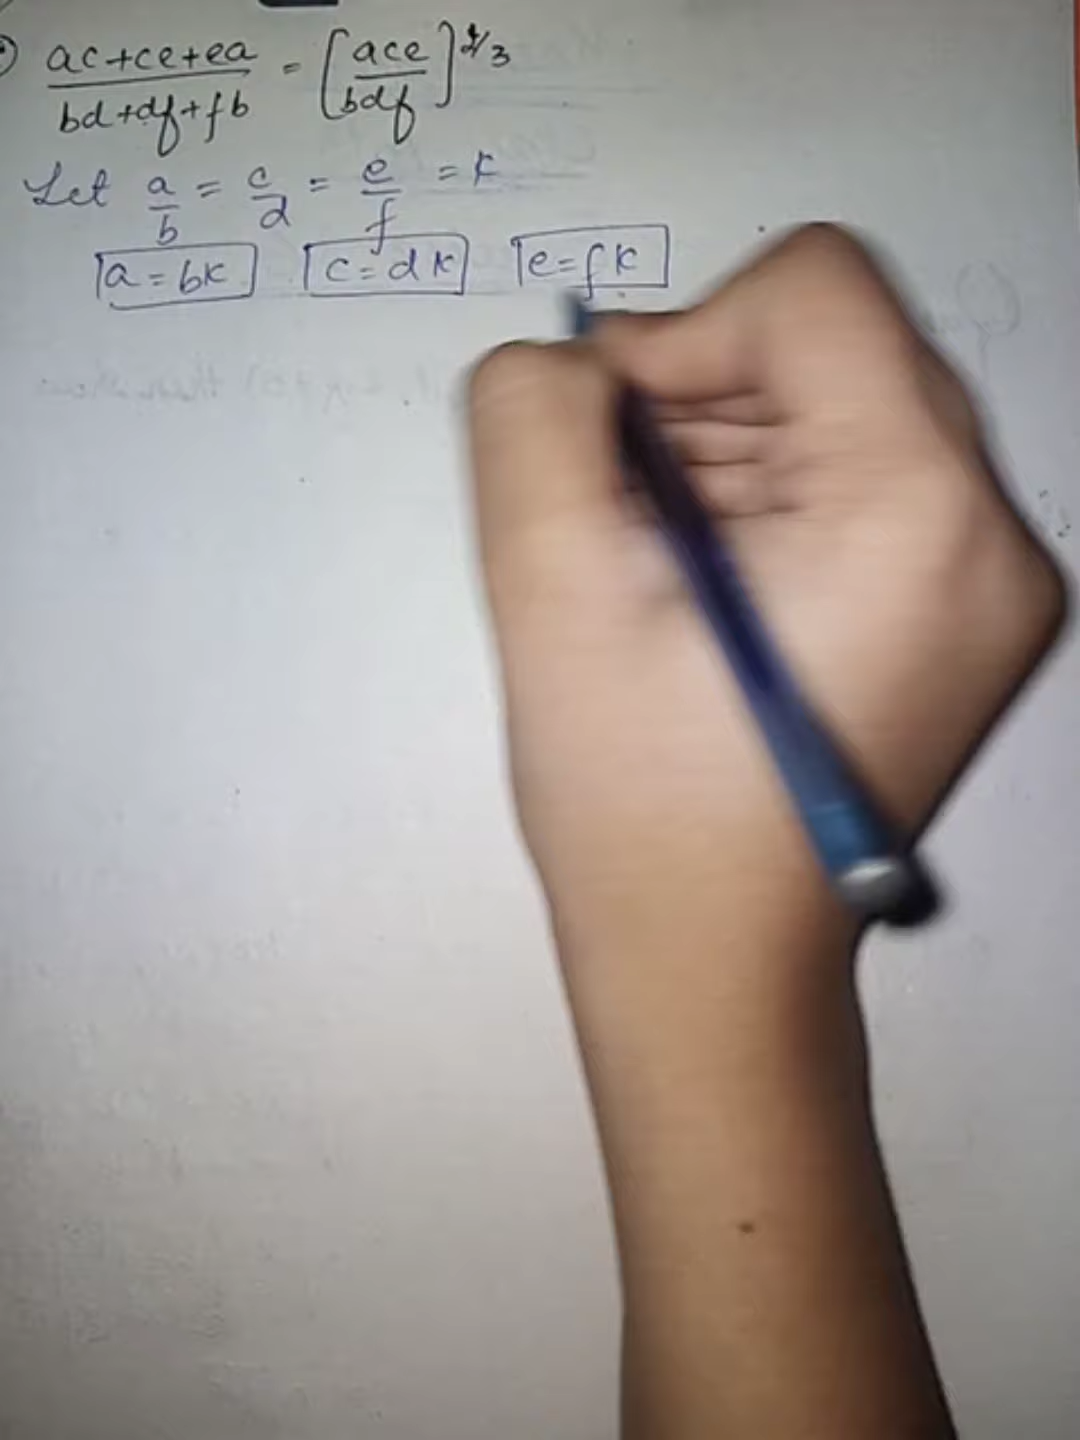 ac+ce+ea / bd+df+fb = [ace / bdf]^2/3
Let a/b = c/d = e/f = K
a = bK c = dK e = fK